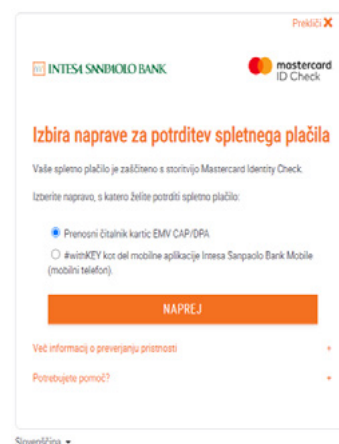 Prekliči ✖
INTESA SANPAOLO BANK
mastercard
ID Check
Izbira naprave za potrditev spletnega plačila
Vaše spletno plačilo je zaščiteno s storitvijo Mastercard Identity Check.
Izberite napravo, s katero želite potrditi spletno plačilo:
Prenosni čitalnik kartic EMV CAP/DPA
#withKEY kot del mobilne aplikacije Intesa Sanpaolo Bank Mobile
(mobilni telefon).
NAPREJ
Več informacij o preverjanju pristnosti
Potrebujete pomoč?
Slovenščina